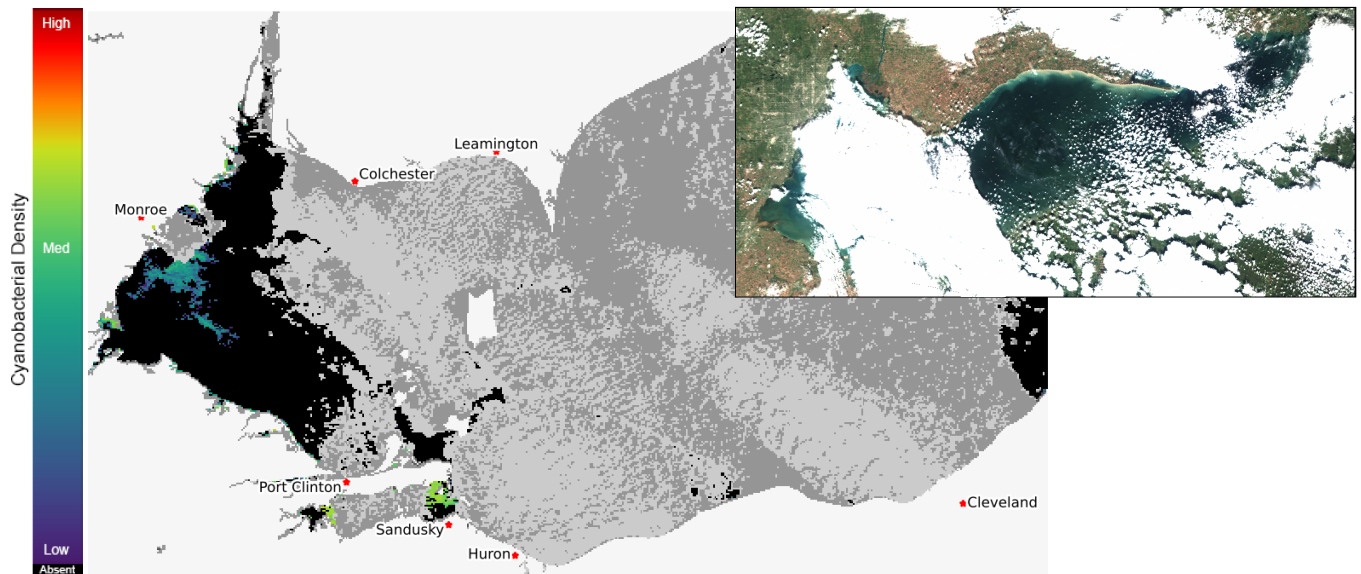 High
Cyanobacterial Density
Med
Low
Absent
Leamington
Colchester
Monroe
Port Clinton
Sandusky
Huron
Cleveland